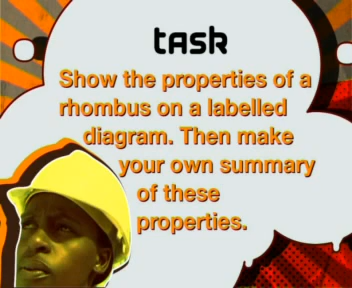 task
Show the properties of a
rhombus on a labelled
diagram. Then make
your own summary
of these
properties.